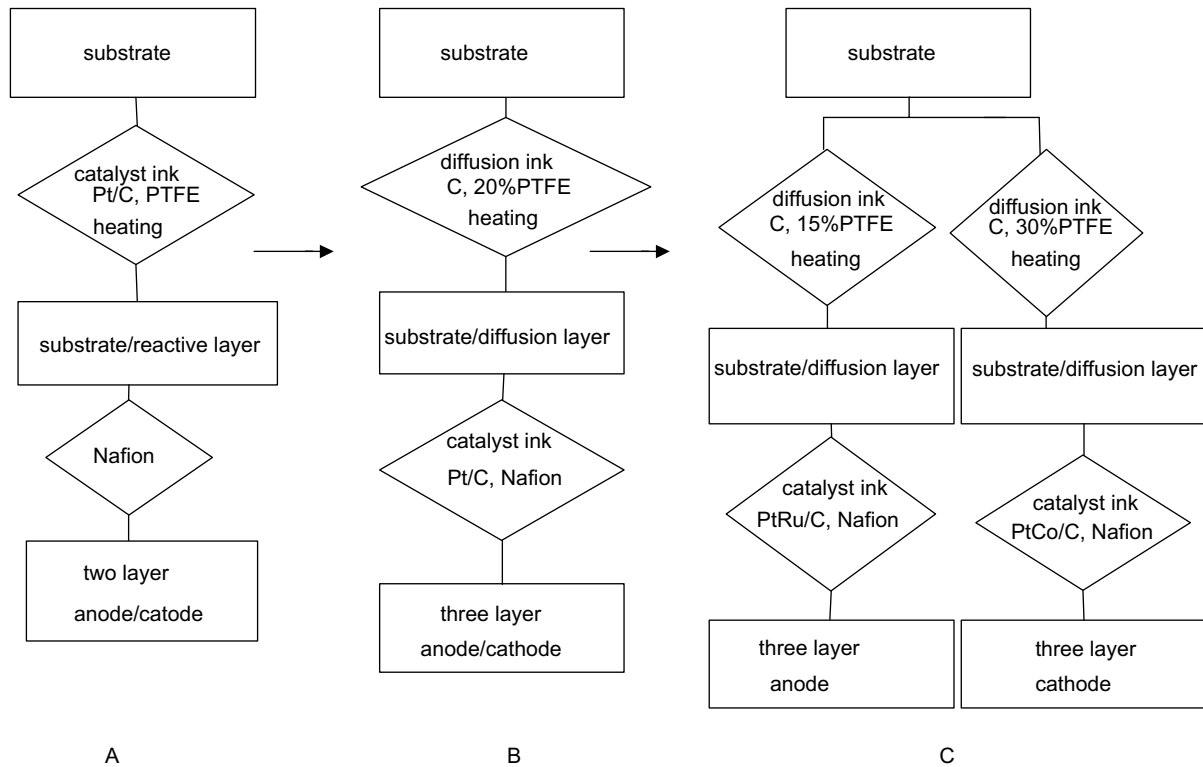 substrate
catalyst ink
Pt/C, PTFE
heating
substrate/reactive layer
Nafion
two layer
anode/catode
A
substrate
diffusion ink
C, 20%PTFE
heating
substrate/diffusion layer
catalyst ink
Pt/C, Nafion
three layer
anode/cathode
B
substrate
diffusion ink
C, 15%PTFE
heating
substrate/diffusion layer
catalyst ink
PtRu/C, Nafion
three layer
anode
diffusion ink
C, 30%PTFE
heating
substrate/diffusion layer
catalyst ink
PtCo/C, Nafion
three layer
cathode
C